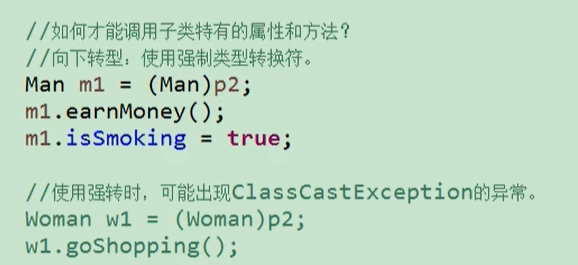 //如何才能调用子类特有的属性和方法？
//向下转型：使用强制类型转换符。
Man m1 = (Man)p2;
m1.earnMoney();
m1.isSmoking = true;
//使用强转时，可能出现ClassCastException的异常。
Woman w1 = (Woman)p2;
w1.goShopping();